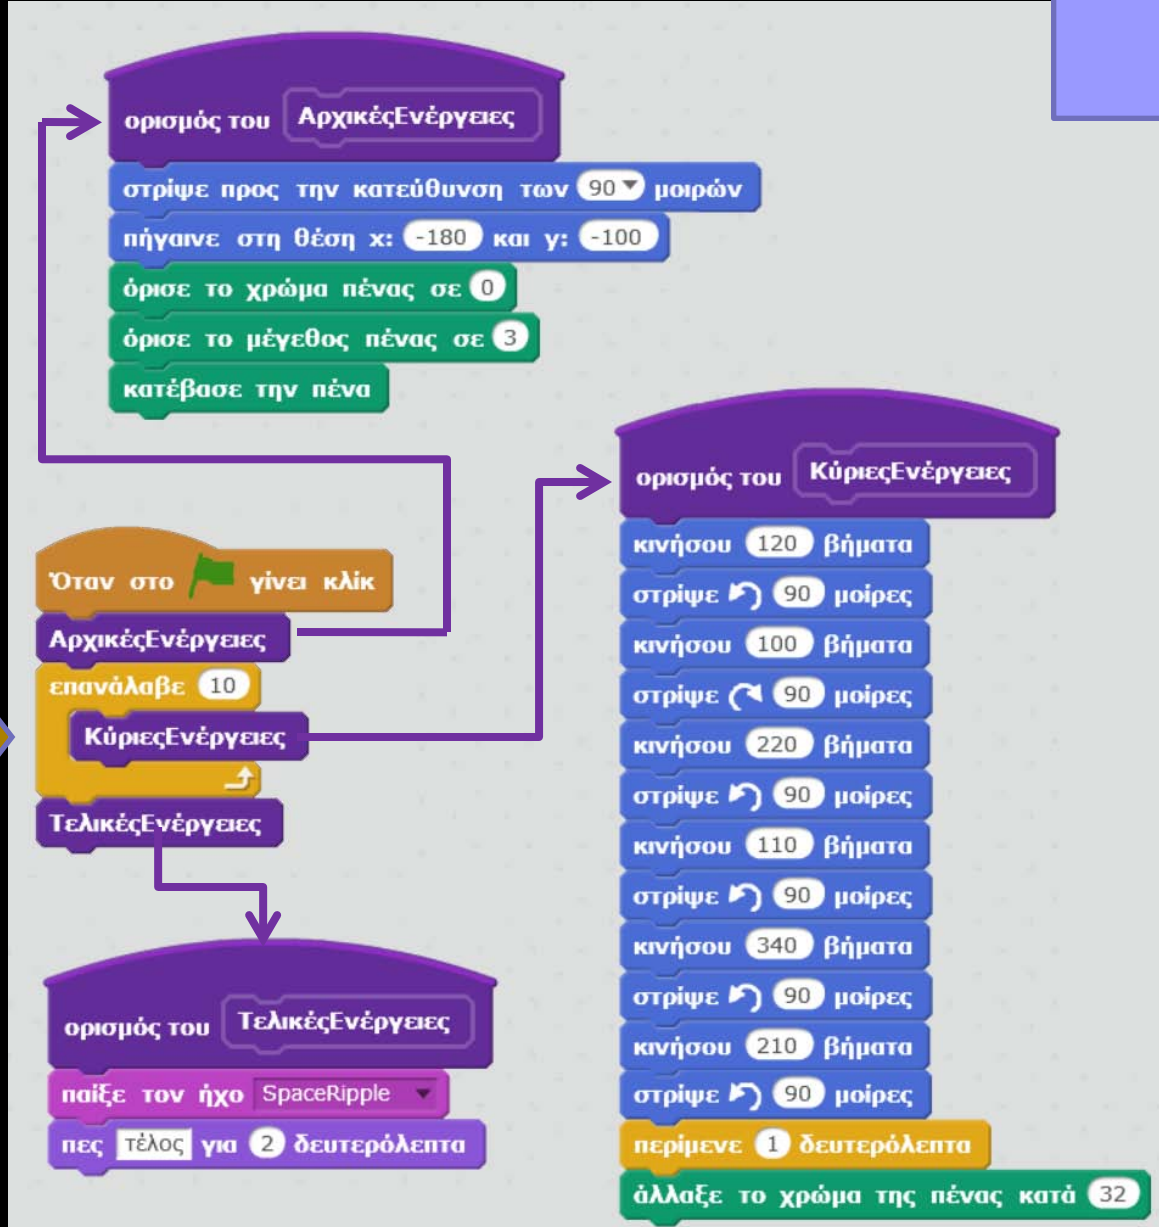 ορισμός του ΑρχικέςΕνέργειες
στρίψε προς την κατεύθυνση των 90 μοιρών
πήγαινε στη θέση x: -180 και y: -100
όρισε το χρώμα πένας σε 0
όρισε το μέγεθος πένας σε 3
κατέβασε την πένα
Όταν στο γίνει κλίκ
ΑρχικέςΕνέργειες
επανάλαβε 10
ΚύριεςΕνέργειες
ΤελικέςΕνέργειες
ορισμός του ΤελικέςΕνέργειες
παίξε τον ήχο SpaceRipple
πες τέλος για 2 δευτερόλεπτα
ορισμός του ΚύριεςΕνέργειες
κινήσου 120 βήματα
στρίψε 90 μοίρες
κινήσου 100 βήματα
στρίψε 90 μοίρες
κινήσου 220 βήματα
στρίψε 90 μοίρες
κινήσου 110 βήματα
στρίψε 90 μοίρες
κινήσου 340 βήματα
στρίψε 90 μοίρες
κινήσου 210 βήματα
στρίψε 90 μοίρες
περίμενε 1 δευτερόλεπτα
άλλαξε το χρώμα της πένας κατά 32